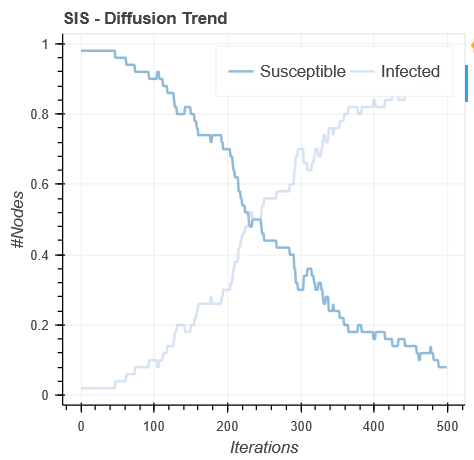 SIS - Diffusion Trend
Susceptible
Infected
#Nodes
1
0.8
0.6
0.4
0.2
0
0 100 200 300 400 500
Iterations